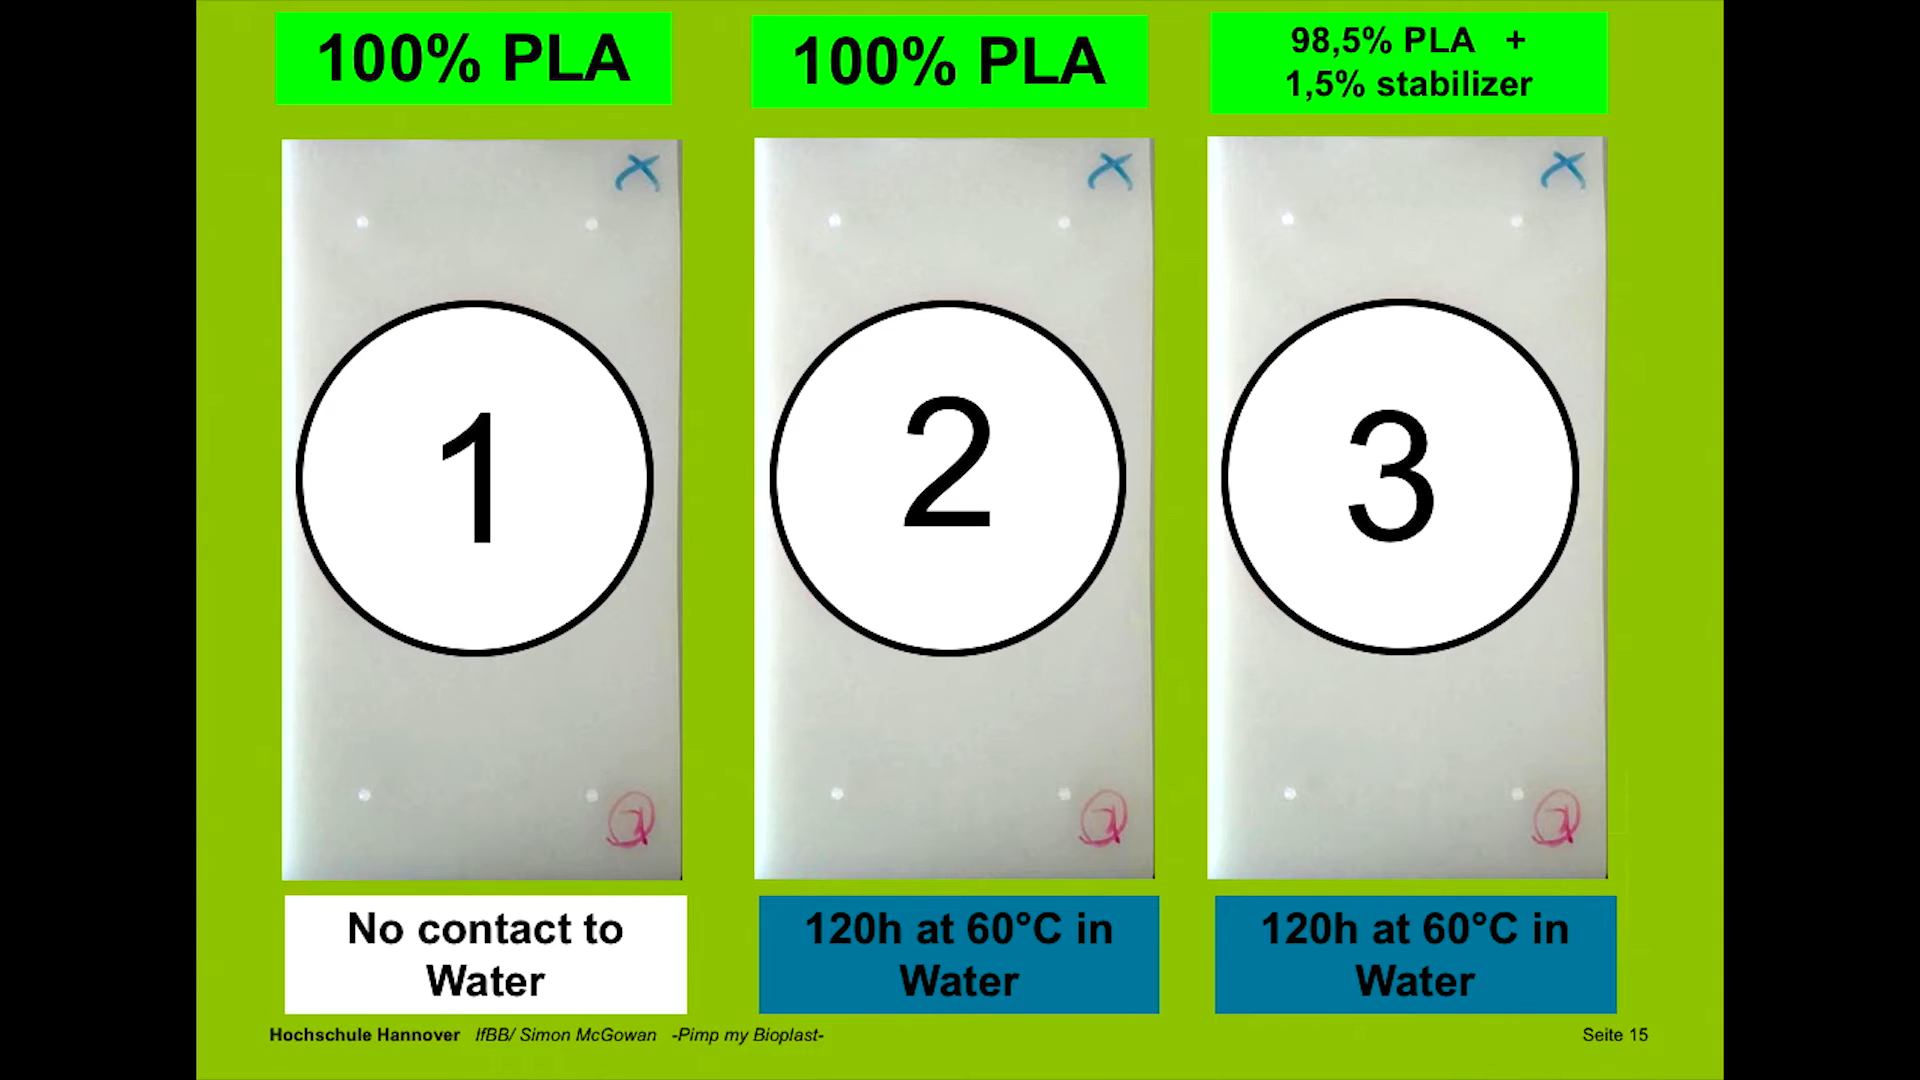 100% PLA
100% PLA
98,5% PLA +
1,5% stabilizer
1
2
3
No contact to
Water
120h at 60°C in
Water
120h at 60°C in
Water
Hochschule Hannover IfBB/ Simon McGowan -Pimp my Bioplast-
Seite 15